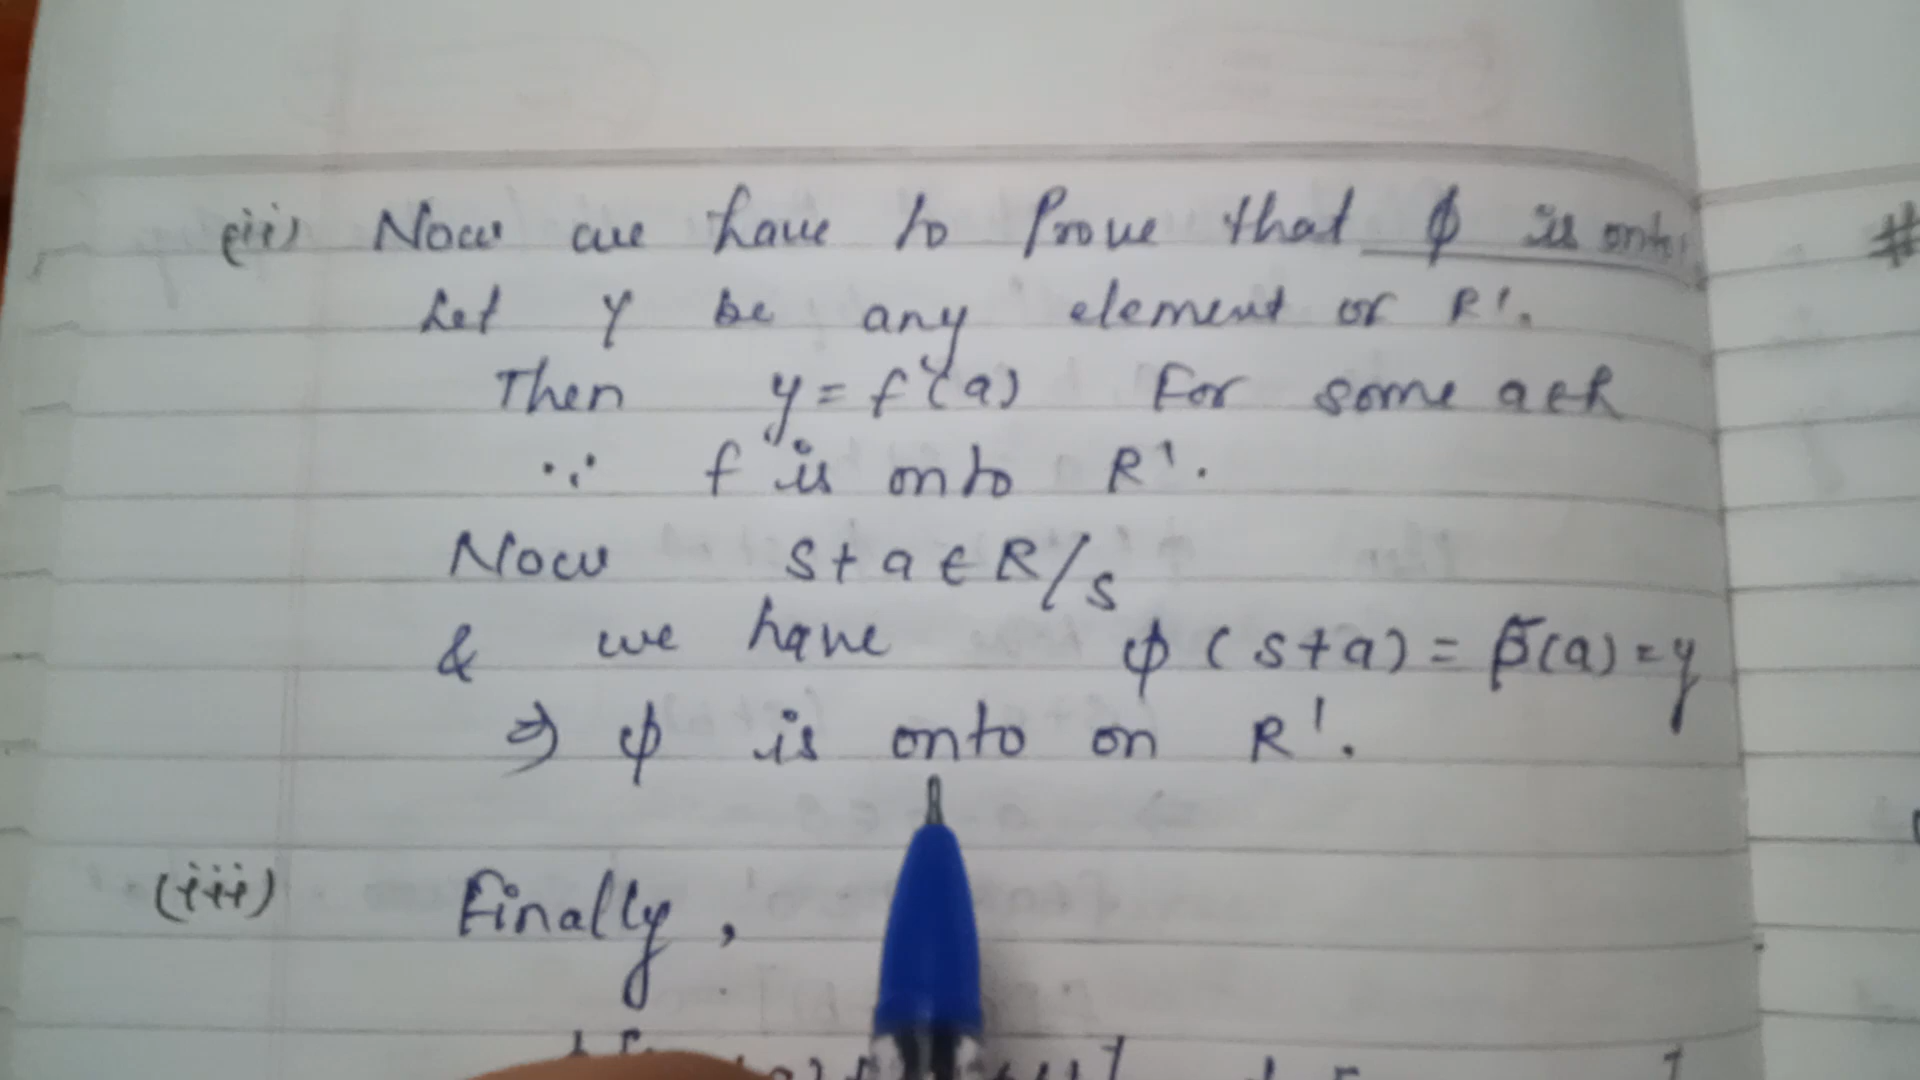 (ii) Now we have to Prove that ϕ is onto.
Let y be any element of R'.
Then y = f(a) For some a ∈ R
∵ f is onto R'.
Now S + a ∈ R/S
& we have ϕ (S + a) = f(a) = y
⇒ ϕ is onto on R'.
(iii) Finally,
#